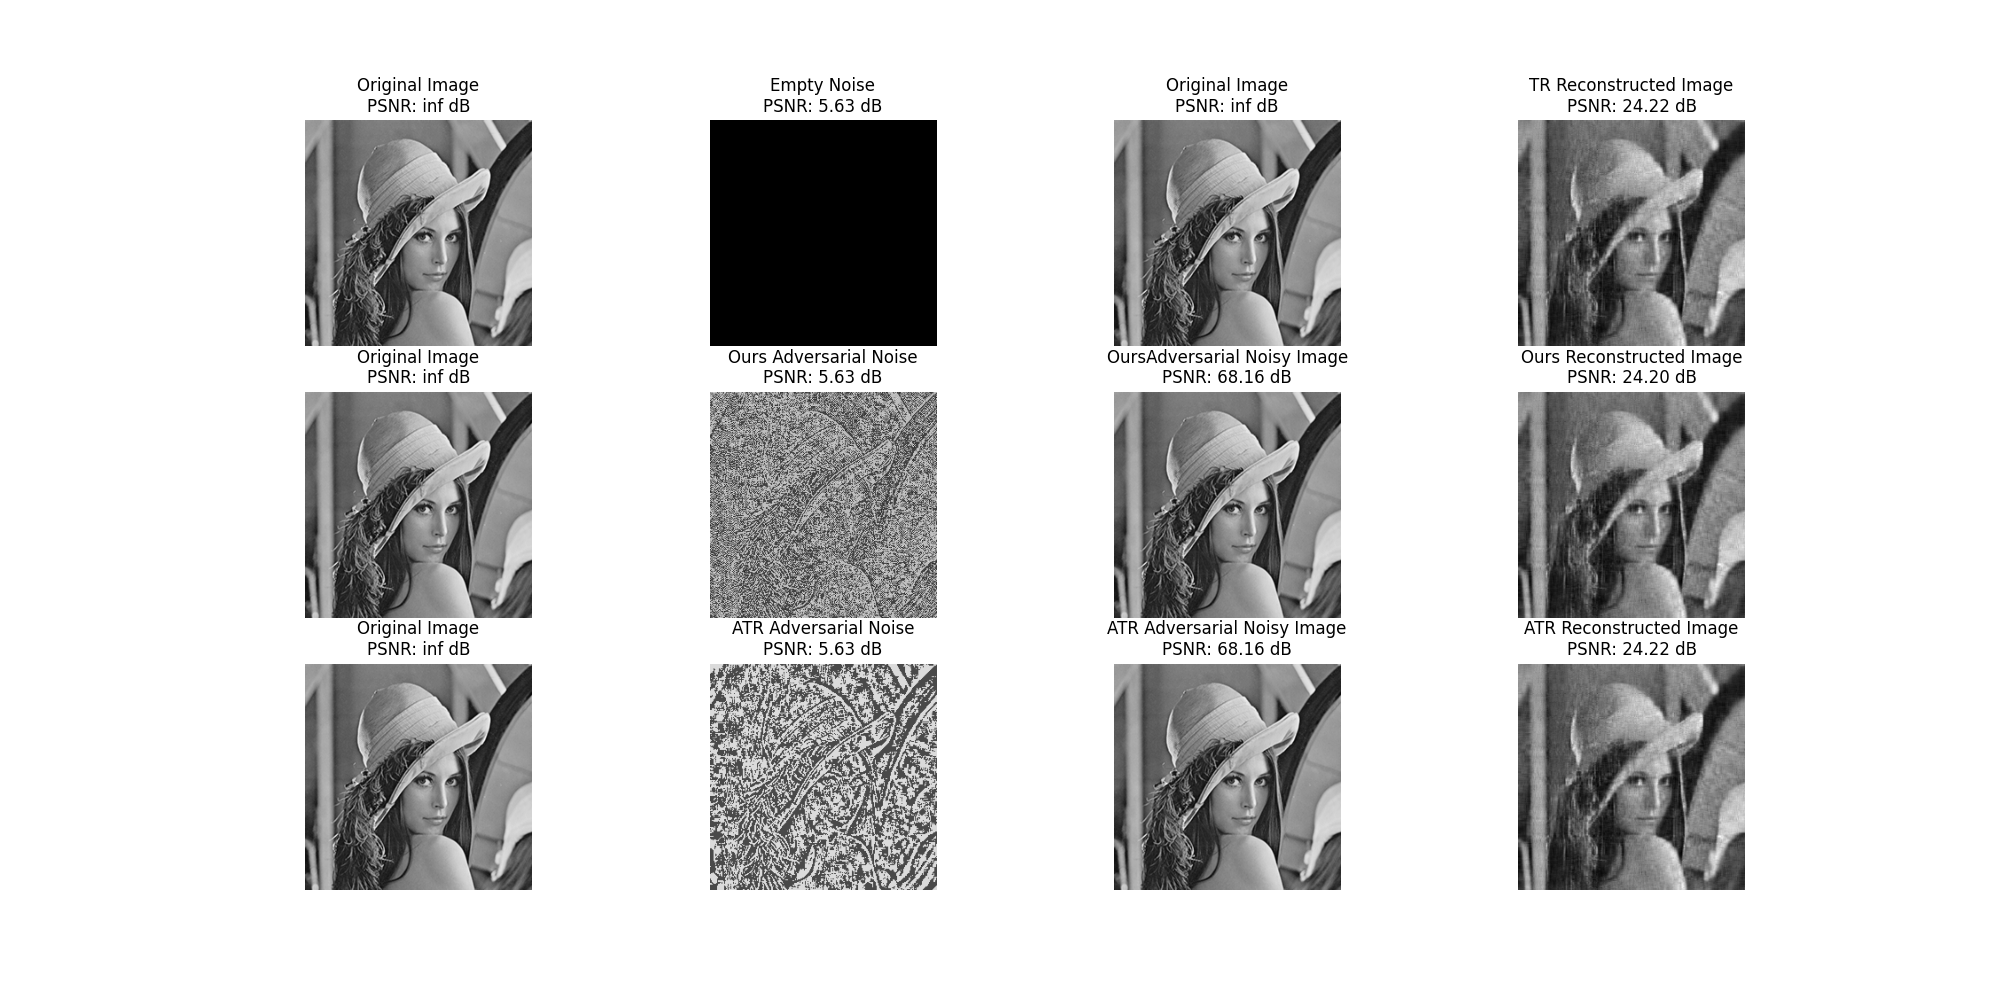 Original Image
PSNR: inf dB
Empty Noise
PSNR: 5.63 dB
Original Image
PSNR: inf dB
TR Reconstructed Image
PSNR: 24.22 dB
Original Image
PSNR: inf dB
Ours Adversarial Noise
PSNR: 5.63 dB
OursAdversarial Noisy Image
PSNR: 68.16 dB
Ours Reconstructed Image
PSNR: 24.20 dB
Original Image
PSNR: inf dB
ATR Adversarial Noise
PSNR: 5.63 dB
ATR Adversarial Noisy Image
PSNR: 68.16 dB
ATR Reconstructed Image
PSNR: 24.22 dB